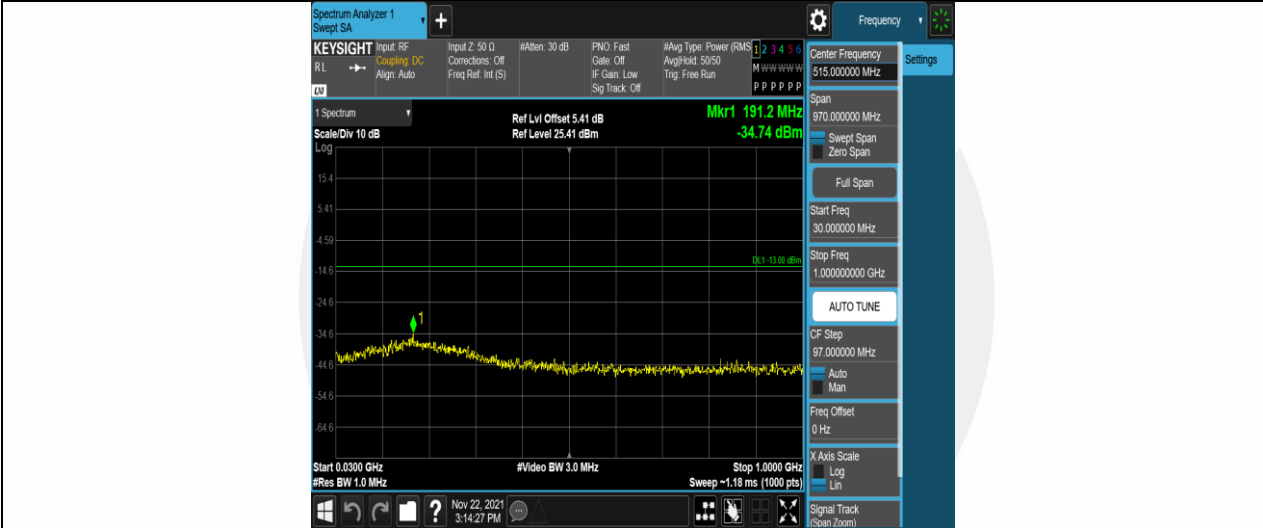 Spectrum Analyzer 1
Swept SA
+
Frequency
KEYSIGHT
RL
LXI
Input: RF
Coupling: DC
Align: Auto
Input Z: 50 Ω
Corrections: Off
Freq Ref: Int (S)
#Atten: 30 dB
PNO: Fast
Gate: Off
IF Gain: Low
Sig Track: Off
#Avg Type: Power (RMS
Avg|Hold: 50/50
Trig: Free Run
1 2 3 4 5 6
M W W W W W
P P P P P P
1 Spectrum
Scale/Div 10 dB
Log
Ref Lvl Offset 5.41 dB
Ref Level 25.41 dBm
Mkr1 191.2 MHz
-34.74 dBm
15.4
5.41
-4.59
-14.6
-24.6
-34.6
-44.6
-54.6
-64.6
DL1 -13.00 dBm
1
Start 0.0300 GHz
#Res BW 1.0 MHz
#Video BW 3.0 MHz
Stop 1.0000 GHz
Sweep ~1.18 ms (1000 pts)
Center Frequency
515.000000 MHz
Settings
Span
970.000000 MHz
Swept Span
Zero Span
Full Span
Start Freq
30.000000 MHz
Stop Freq
1.000000000 GHz
AUTO TUNE
CF Step
97.000000 MHz
Auto
Man
Freq Offset
0 Hz
X Axis Scale
Log
Lin
Signal Track
(Span Zoom)
?
Nov 22, 2021
3:14:27 PM